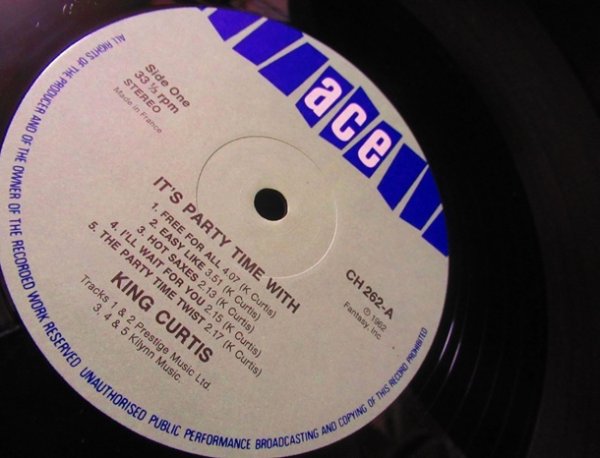 ace
Side One
33⅓ rpm
STEREO
Made in France
CH 262-A
℗ 1962
Fantasy, Inc
IT'S PARTY TIME WITH
1. FREE FOR ALL 4.07 (K Curtis)
2. EASY LIKE 3.51 (K Curtis)
3. HOT SAXES 2.13 (K Curtis)
4. I'LL WAIT FOR YOU 2.15 (K Curtis)
5. THE PARTY TIME TWIST 2.17 (K Curtis)
KING CURTIS
Tracks 1 & 2 Prestige Music Ltd.
3, 4 & 5 Kilynn Music
ALL RIGHTS OF THE PRODUCER AND OF THE OWNER OF THE RECORDED WORK RESERVED UNAUTHORISED PUBLIC PERFORMANCE BROADCASTING AND COPYING OF THIS RECORD PROHIBITED